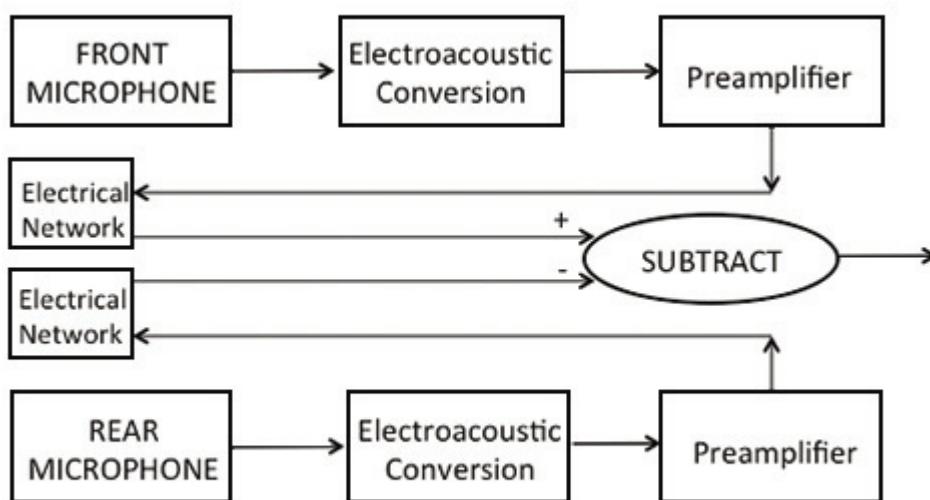 FRONT
MICROPHONE
Electroacoustic
Conversion
Preamplifier
Electrical
Network
+
SUBTRACT
-
Electrical
Network
REAR
MICROPHONE
Electroacoustic
Conversion
Preamplifier